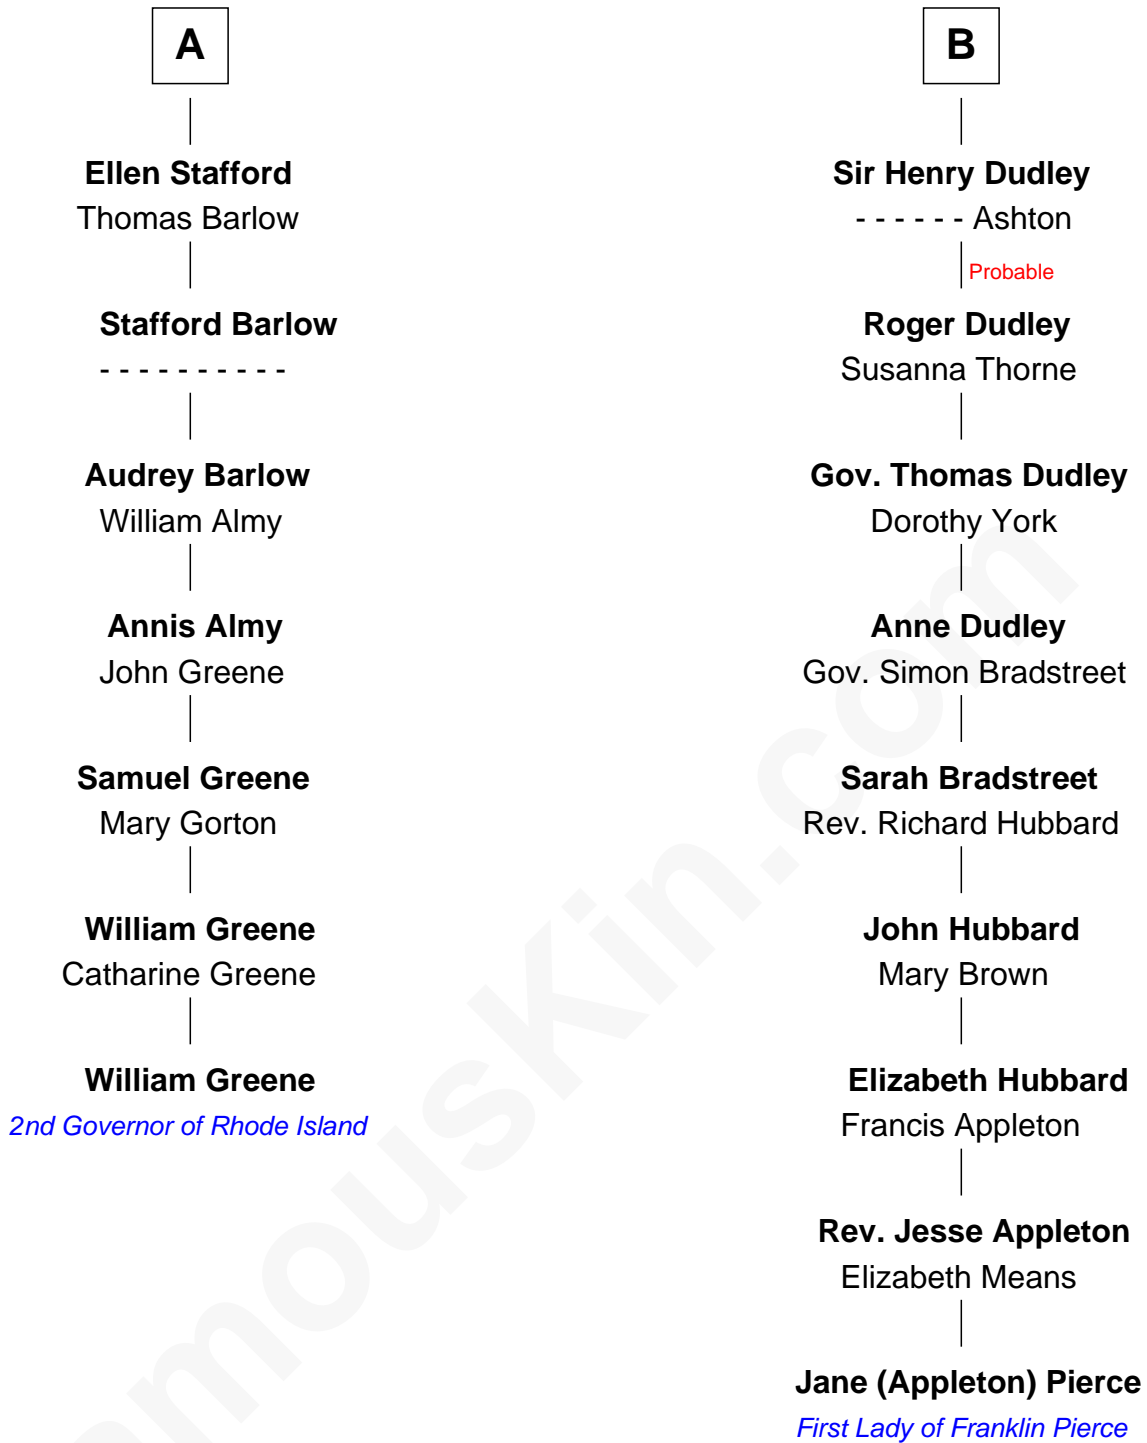 A
Ellen Stafford
Thomas Barlow
Stafford Barlow
- - - - - - - - - -
Audrey Barlow
William Almy
Annis Almy
John Greene
Samuel Greene
Mary Gorton
William Greene
Catharine Greene
William Greene
2nd Governor of Rhode Island
B
Sir Henry Dudley
- - - - - - Ashton
Probable
Roger Dudley
Susanna Thorne
Gov. Thomas Dudley
Dorothy York
Anne Dudley
Gov. Simon Bradstreet
Sarah Bradstreet
Rev. Richard Hubbard
John Hubbard
Mary Brown
Elizabeth Hubbard
Francis Appleton
Rev. Jesse Appleton
Elizabeth Means
Jane (Appleton) Pierce
First Lady of Franklin Pierce
amouskin.com